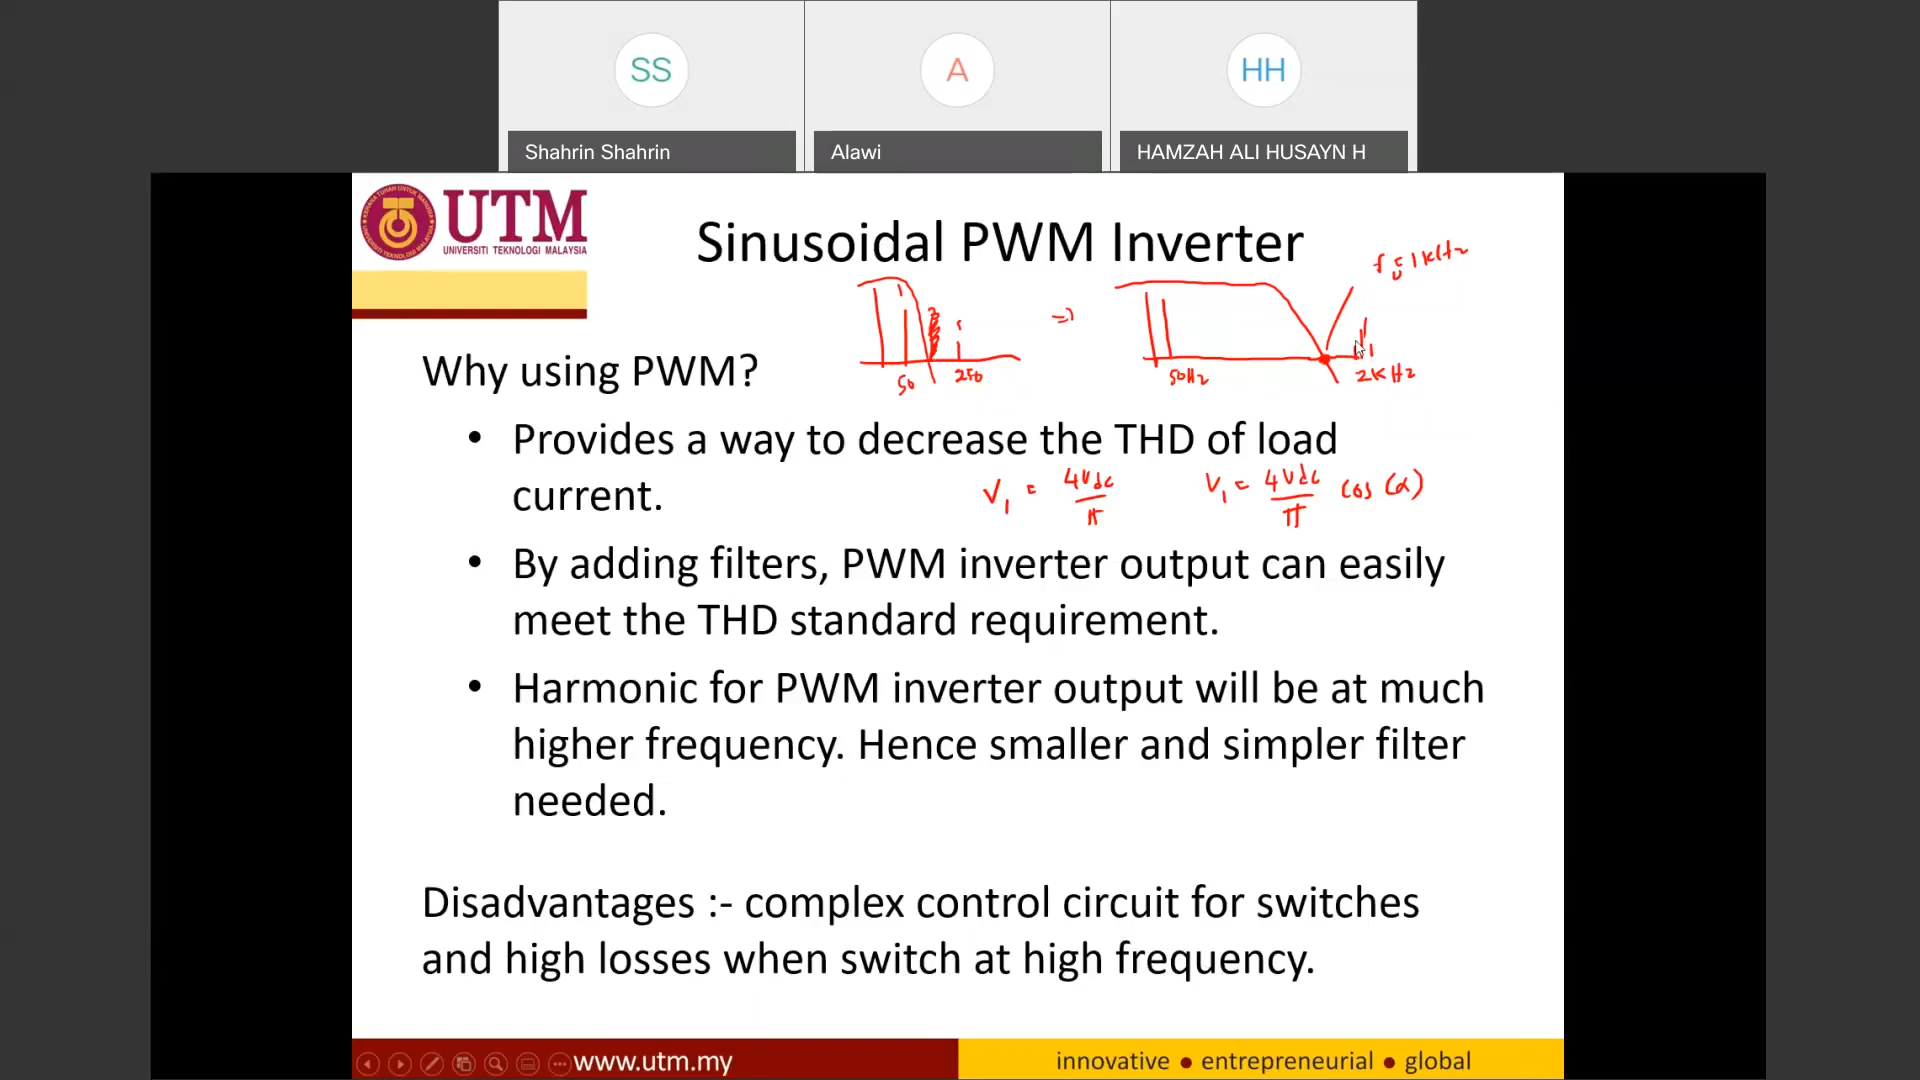 SS
A
HH
Shahrin Shahrin
Alawi
HAMZAH ALI HUSAYN H
UTM
UNIVERSITI TEKNOLOGI MALAYSIA
Sinusoidal PWM Inverter
1kHz
50
250
50Hz
2kHz
Why using PWM?
• Provides a way to decrease the THD of load
current.
V1 = 4Vdc/π
V1 = 4Vdc/π cos(α)
• By adding filters, PWM inverter output can easily
meet the THD standard requirement.
• Harmonic for PWM inverter output will be at much
higher frequency. Hence smaller and simpler filter
needed.
Disadvantages :- complex control circuit for switches
and high losses when switch at high frequency.
www.utm.my
innovative ● entrepreneurial ● global